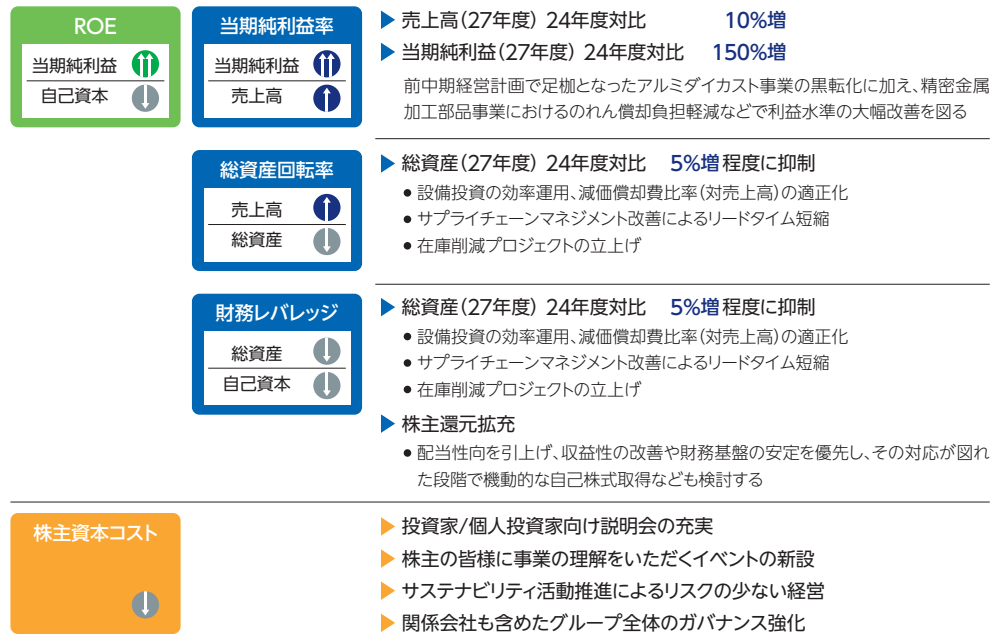 ROE
当期純利益
自己資本
当期純利益率
当期純利益
売上高
▶ 売上高(27年度) 24年度対比 10%増
▶ 当期純利益(27年度) 24年度対比 150%増
前中期経営計画で足枷となったアルミダイカスト事業の黒転化に加え、精密金属
加工部品事業におけるのれん償却負担軽減などで利益水準の大幅改善を図る
総資産回転率
売上高
総資産
▶ 総資産(27年度) 24年度対比 5%増程度に抑制
● 設備投資の効率運用、減価償却費比率(対売上高)の適正化
● サプライチェーンマネジメント改善によるリードタイム短縮
● 在庫削減プロジェクトの立上げ
財務レバレッジ
総資産
自己資本
▶ 総資産(27年度) 24年度対比 5%増程度に抑制
● 設備投資の効率運用、減価償却費比率(対売上高)の適正化
● サプライチェーンマネジメント改善によるリードタイム短縮
● 在庫削減プロジェクトの立上げ
▶ 株主還元拡充
● 配当性向を引上げ、収益性の改善や財務基盤の安定を優先し、その対応が図れ
た段階で機動的な自己株式取得なども検討する
株主資本コスト
▶ 投資家/個人投資家向け説明会の充実
▶ 株主の皆様に事業の理解をいただくイベントの新設
▶ サステナビリティ活動推進によるリスクの少ない経営
▶ 関係会社も含めたグループ全体のガバナンス強化